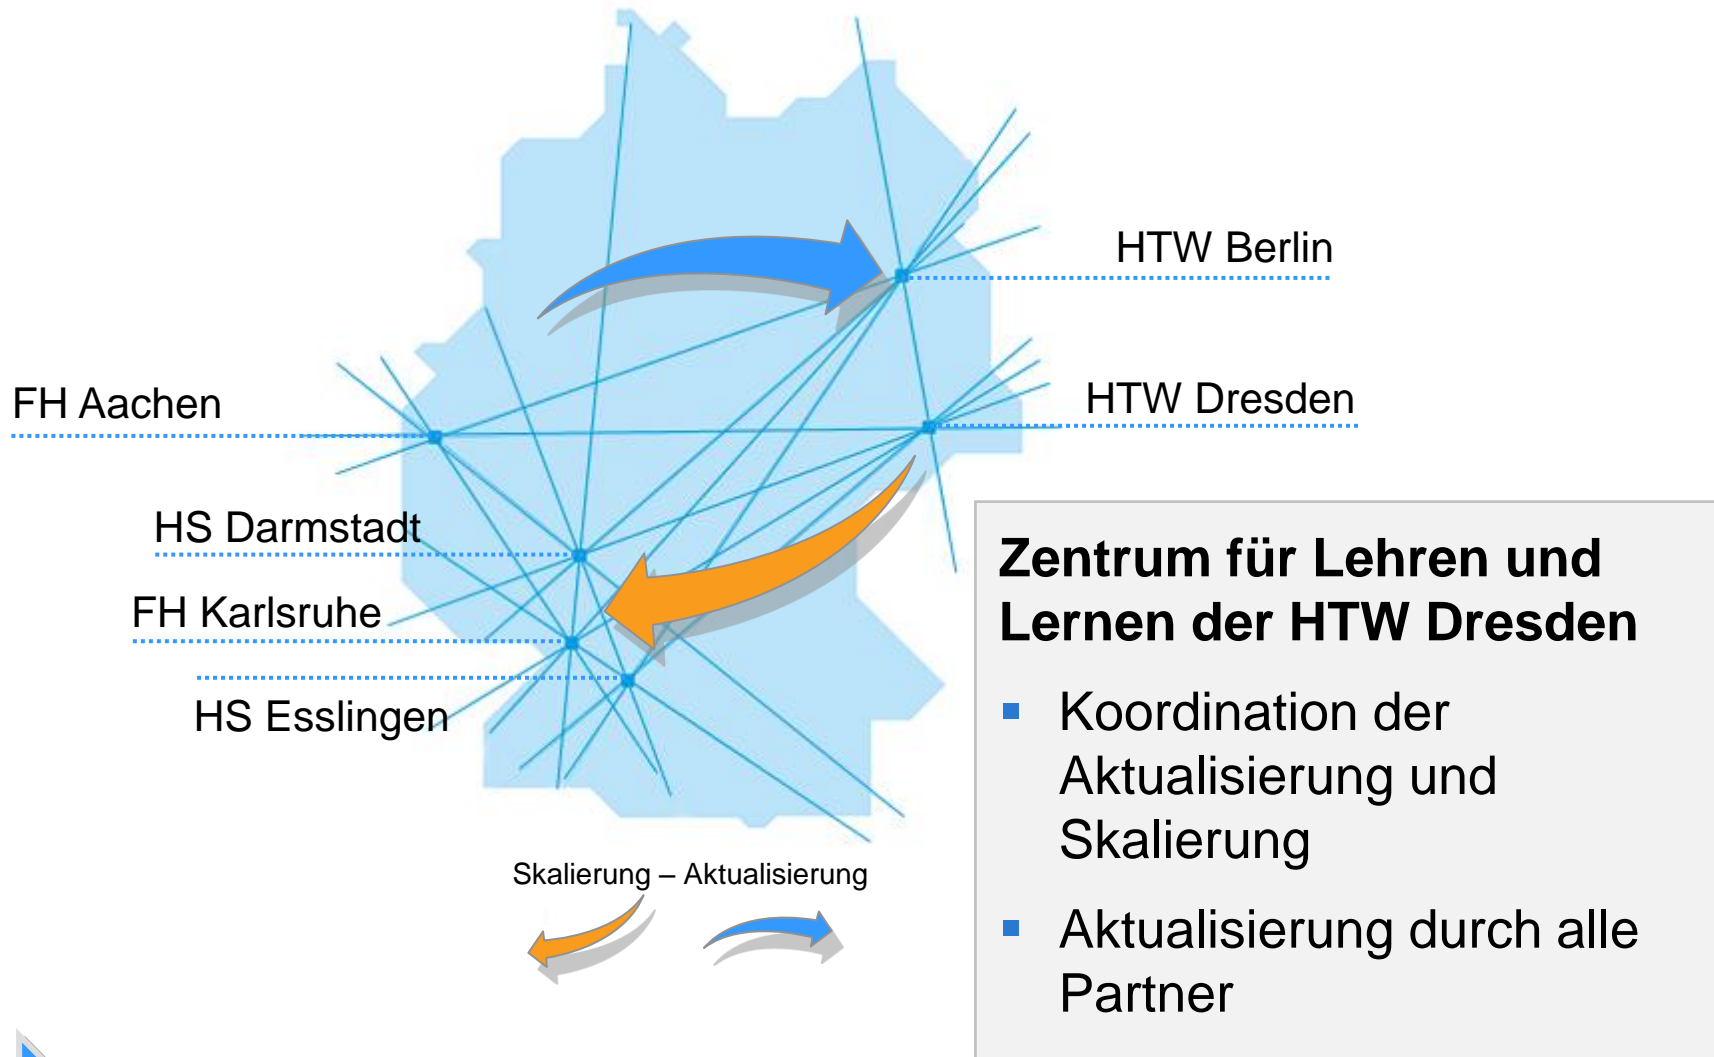 HTW Berlin
FH Aachen
HTW Dresden
HS Darmstadt
FH Karlsruhe
HS Esslingen
Skalierung – Aktualisierung
Zentrum für Lehren und
Lernen der HTW Dresden
Koordination der
Aktualisierung und
Skalierung
Aktualisierung durch alle
Partner